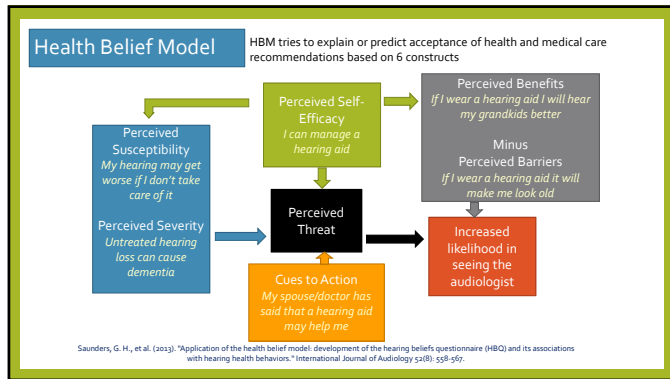 Health Belief Model
HBM tries to explain or predict acceptance of health and medical care
recommendations based on 6 constructs
Perceived Self-
Efficacy
I can manage a
hearing aid
Perceived Benefits
If I wear a hearing aid I will hear
my grandkids better
Minus
Perceived Barriers
If I wear a hearing aid it will
make me look old
Perceived
Susceptibility
My hearing may get
worse if I don't take
care of it
Perceived Severity
Untreated hearing
loss can cause
dementia
Perceived
Threat
Increased
likelihood in
seeing the
audiologist
Cues to Action
My spouse/doctor has
said that a hearing aid
may help me
Saunders, G. H., et al. (2013). "Application of the health belief model: development of the hearing beliefs questionnaire (HBQ) and its associations
with hearing health behaviors." International Journal of Audiology 52(8): 558-567.